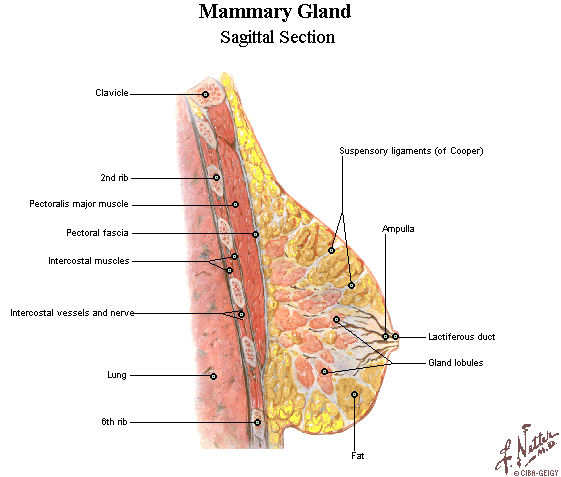 Mammary Gland
Sagittal Section
Clavicle
Suspensory ligaments (of Cooper)
2nd rib
Pectoralis major muscle
Pectoral fascia
Ampulla
Intercostal muscles
Intercostal vessels and nerve
Lactiferous duct
Gland lobules
Lung
6th rib
Fat
F. Netter
M.D.
©CIBA-GEIGY